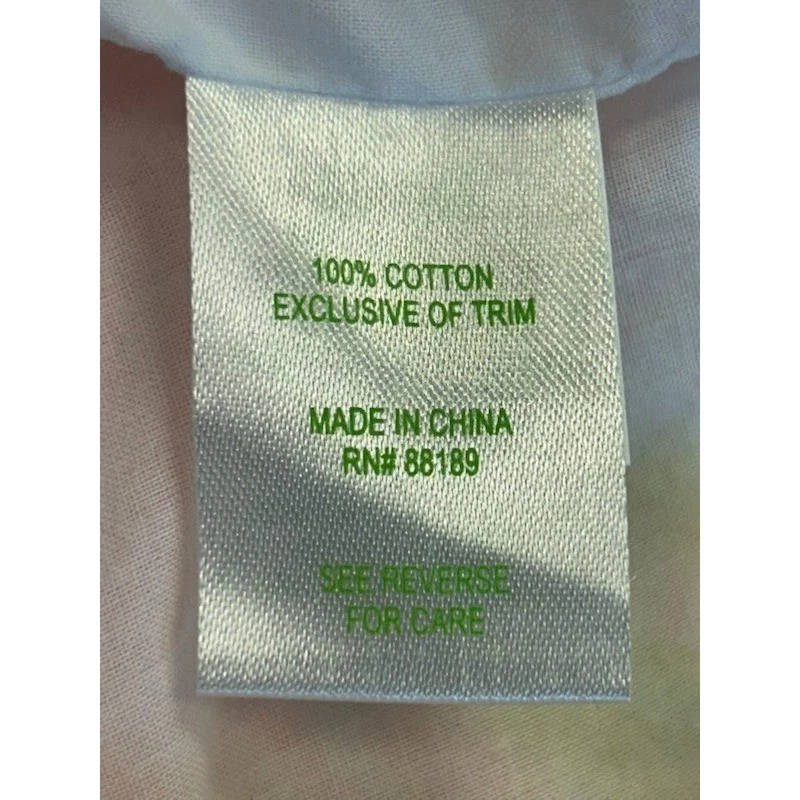 100% COTTON
EXCLUSIVE OF TRIM
MADE IN CHINA
RN# 88189
SEE REVERSE
FOR CARE